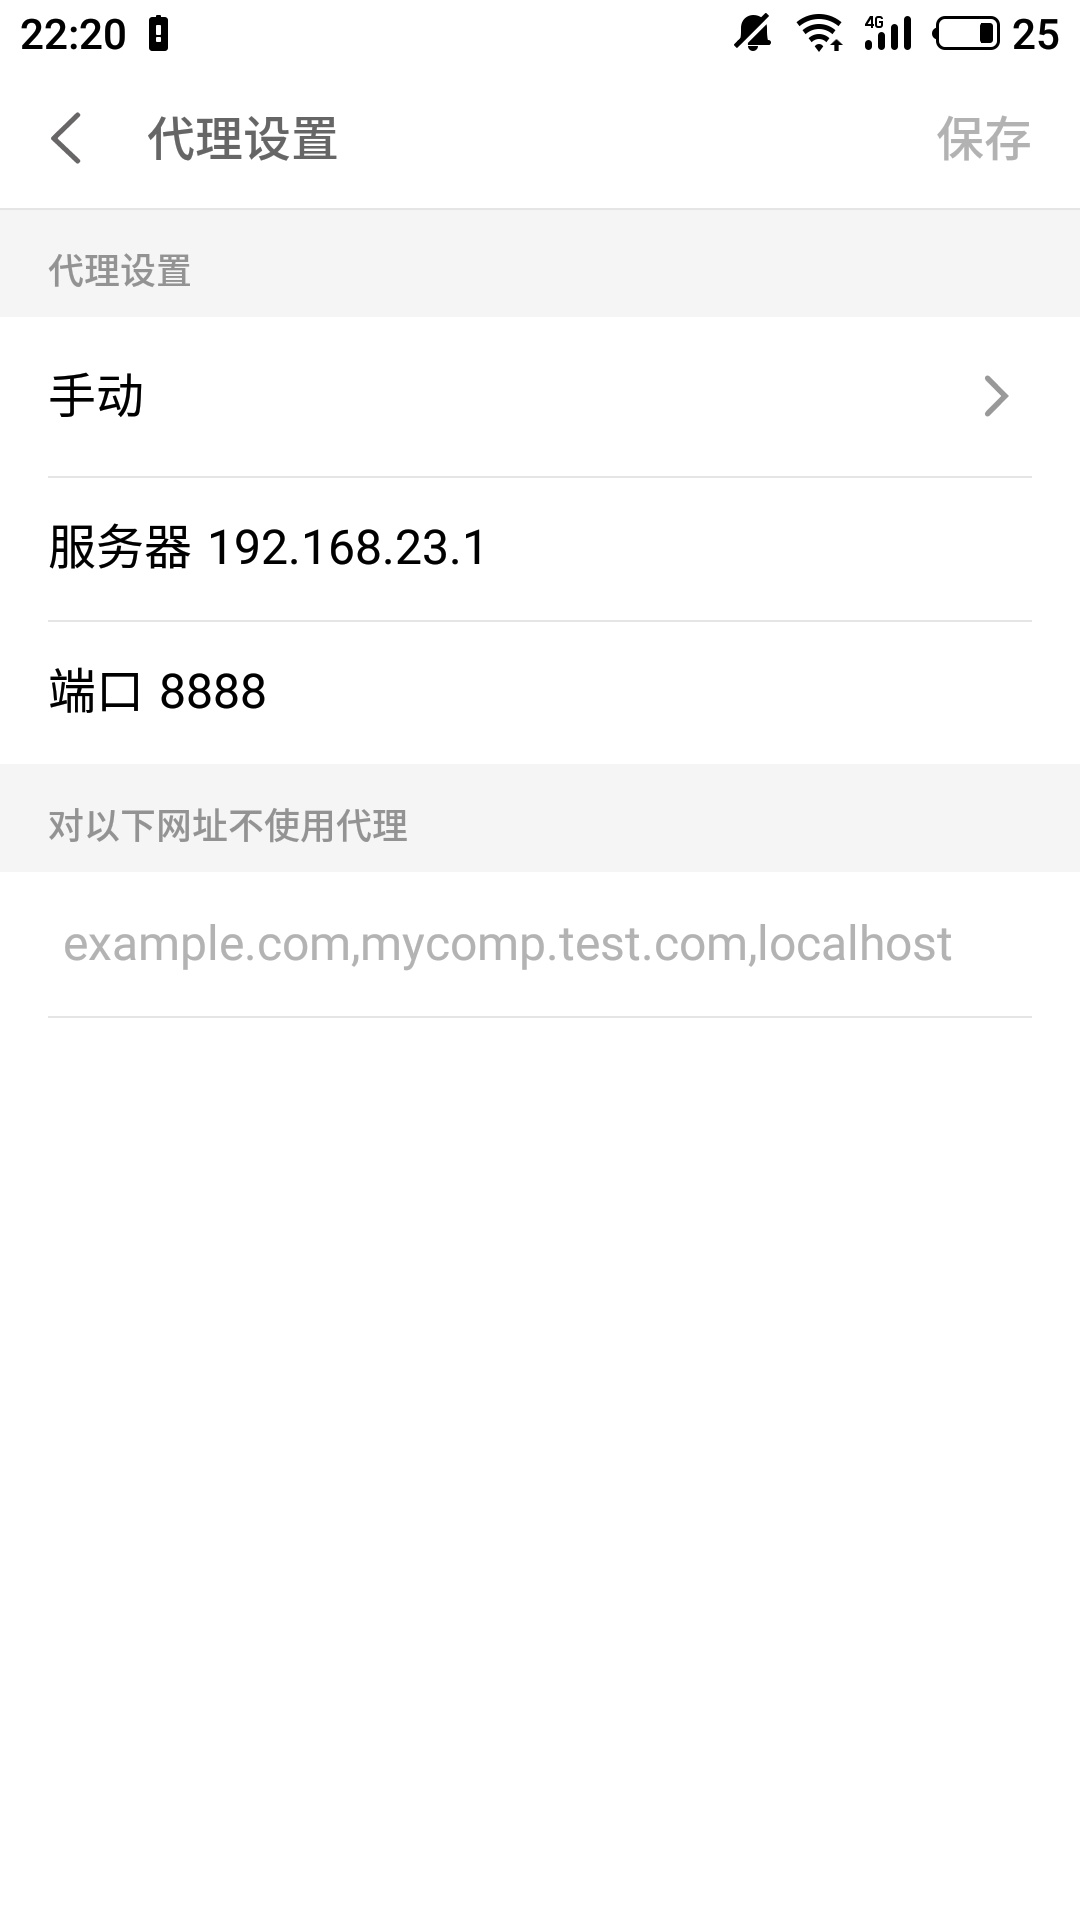 22:20 4G 25
代理设置 保存
代理设置
手动
服务器 192.168.23.1
端口 8888
对以下网址不使用代理
example.com,mycomp.test.com,localhost